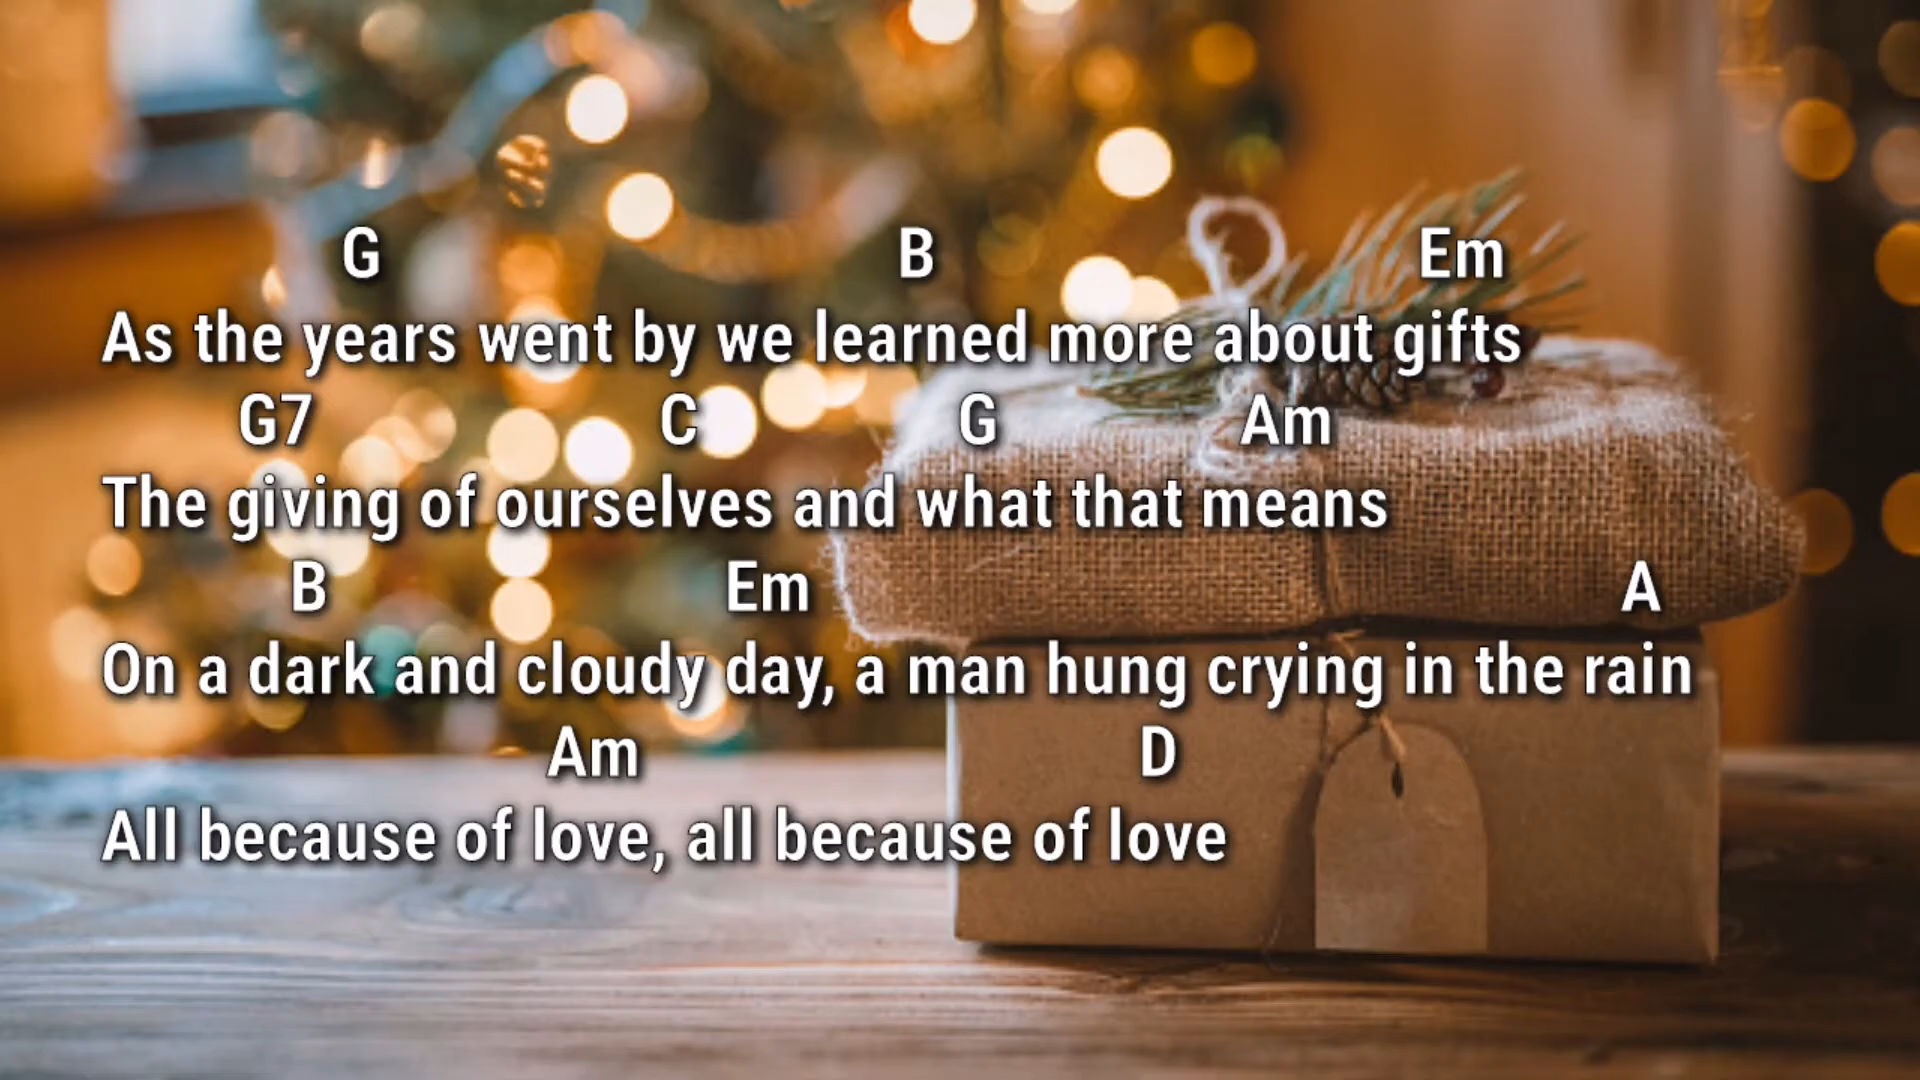 G B Em
As the years went by we learned more about gifts
G7 C G Am
The giving of ourselves and what that means
B Em A
On a dark and cloudy day, a man hung crying in the rain
Am D
All because of love, all because of love